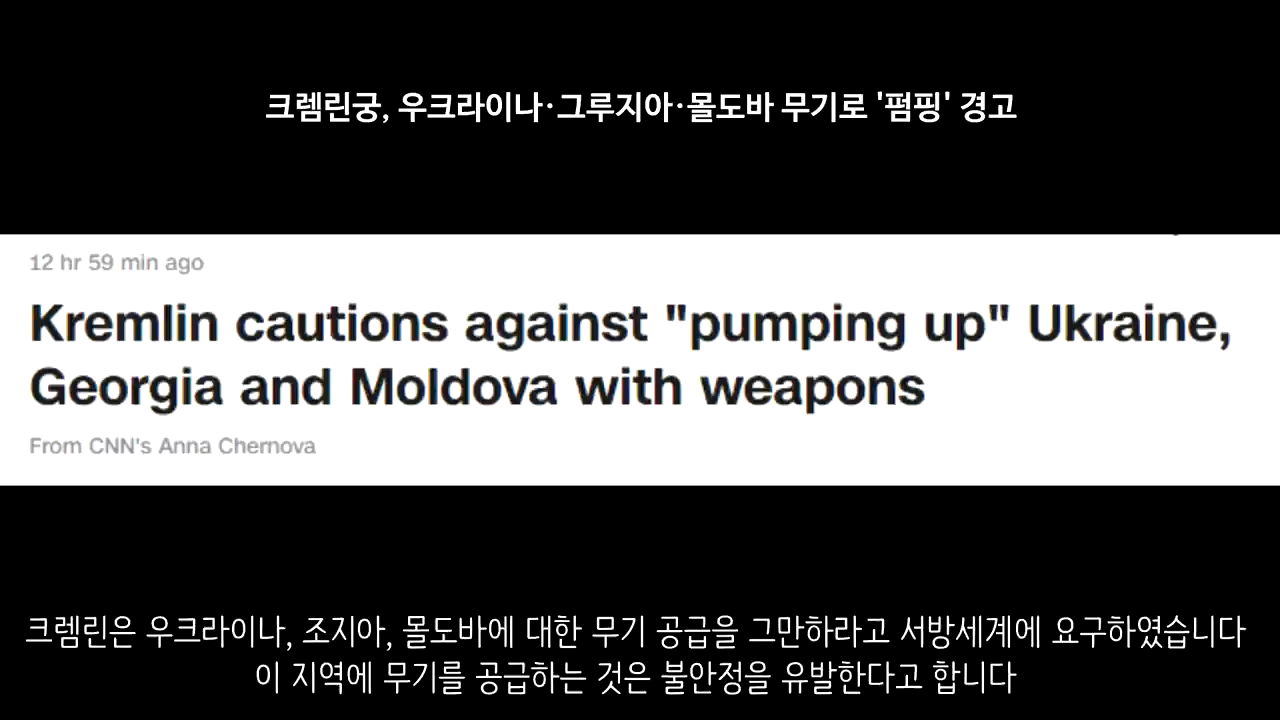 크렘린궁, 우크라이나·그루지아·몰도바 무기로 '펌핑' 경고
12 hr 59 min ago
Kremlin cautions against "pumping up" Ukraine,
Georgia and Moldova with weapons
From CNN's Anna Chernova
크렘린은 우크라이나, 조지아, 몰도바에 대한 무기 공급을 그만하라고 서방세계에 요구하였습니다
이 지역에 무기를 공급하는 것은 불안정을 유발한다고 합니다